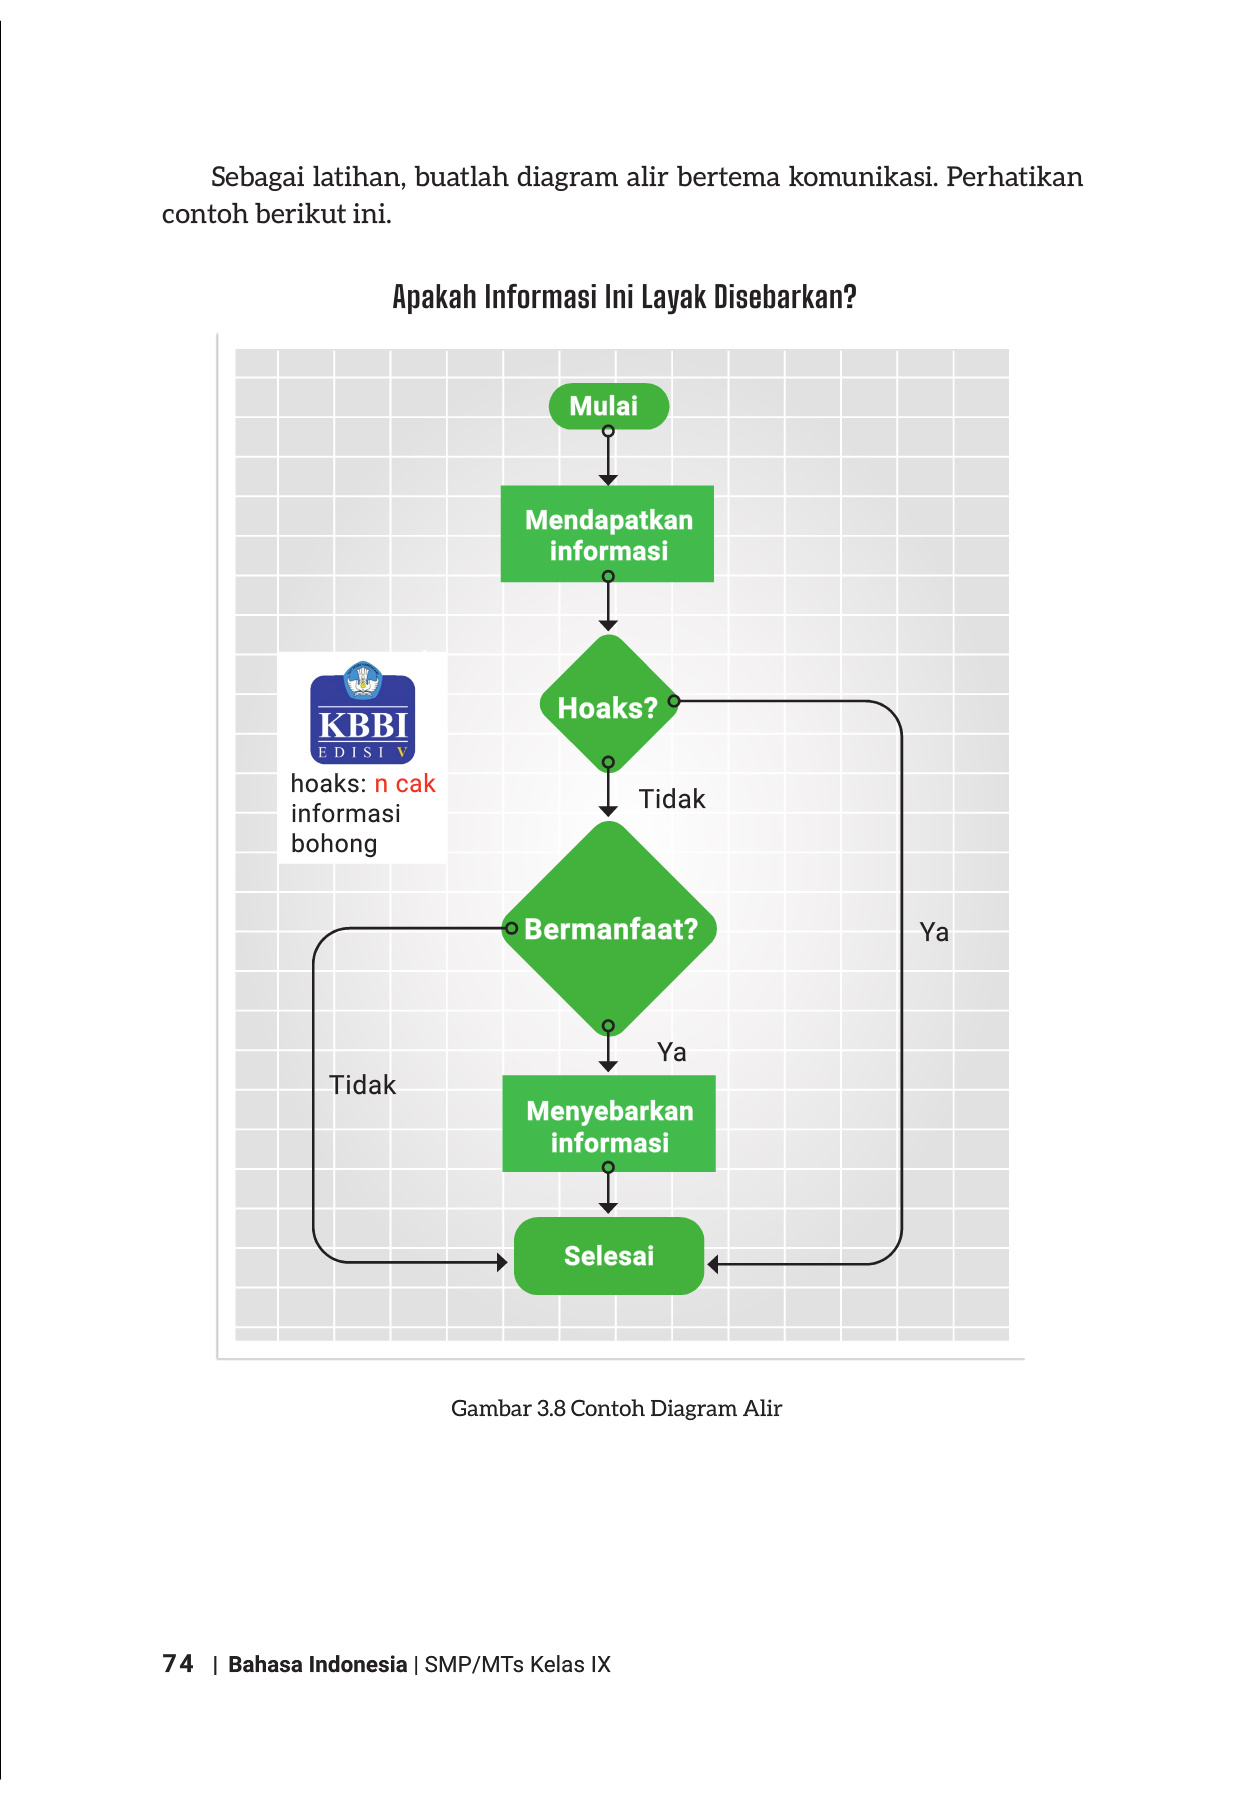 Sebagai latihan, buatlah diagram alir bertema komunikasi. Perhatikan
contoh berikut ini.
Apakah Informasi Ini Layak Disebarkan?
Mulai
Mendapatkan
informasi
Hoaks?
KBBI
EDISI V
hoaks: n cak
informasi
bohong
Tidak
Bermanfaat?
Ya
Ya
Tidak
Menyebarkan
informasi
Selesai
Gambar 3.8 Contoh Diagram Alir
74 | Bahasa Indonesia | SMP/MTs Kelas IX